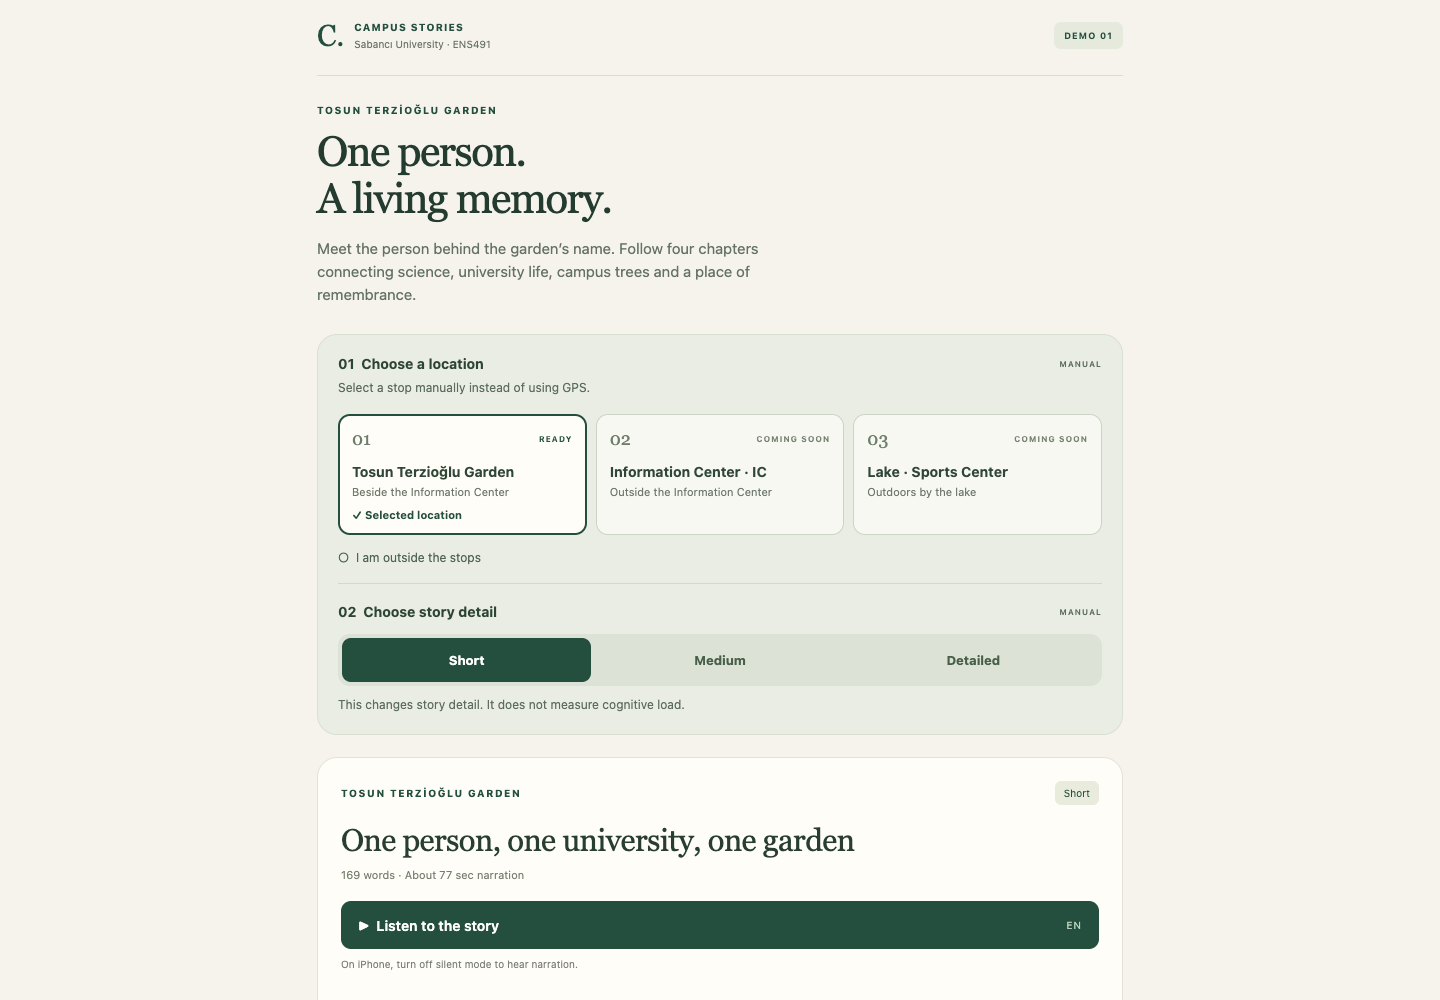 C.
CAMPUS STORIES
Sabancı University · ENS491
DEMO 01
TOSUN TERZİOĞLU GARDEN
One person.
A living memory.
Meet the person behind the garden's name. Follow four chapters
connecting science, university life, campus trees and a place of
remembrance.
01 Choose a location
MANUAL
Select a stop manually instead of using GPS.
01
READY
Tosun Terzioğlu Garden
Beside the Information Center
✓ Selected location
02
COMING SOON
Information Center · IC
Outside the Information Center
03
COMING SOON
Lake · Sports Center
Outdoors by the lake
I am outside the stops
02 Choose story detail
MANUAL
Short
Medium
Detailed
This changes story detail. It does not measure cognitive load.
TOSUN TERZİOĞLU GARDEN
Short
One person, one university, one garden
169 words · About 77 sec narration
Listen to the story
EN
On iPhone, turn off silent mode to hear narration.